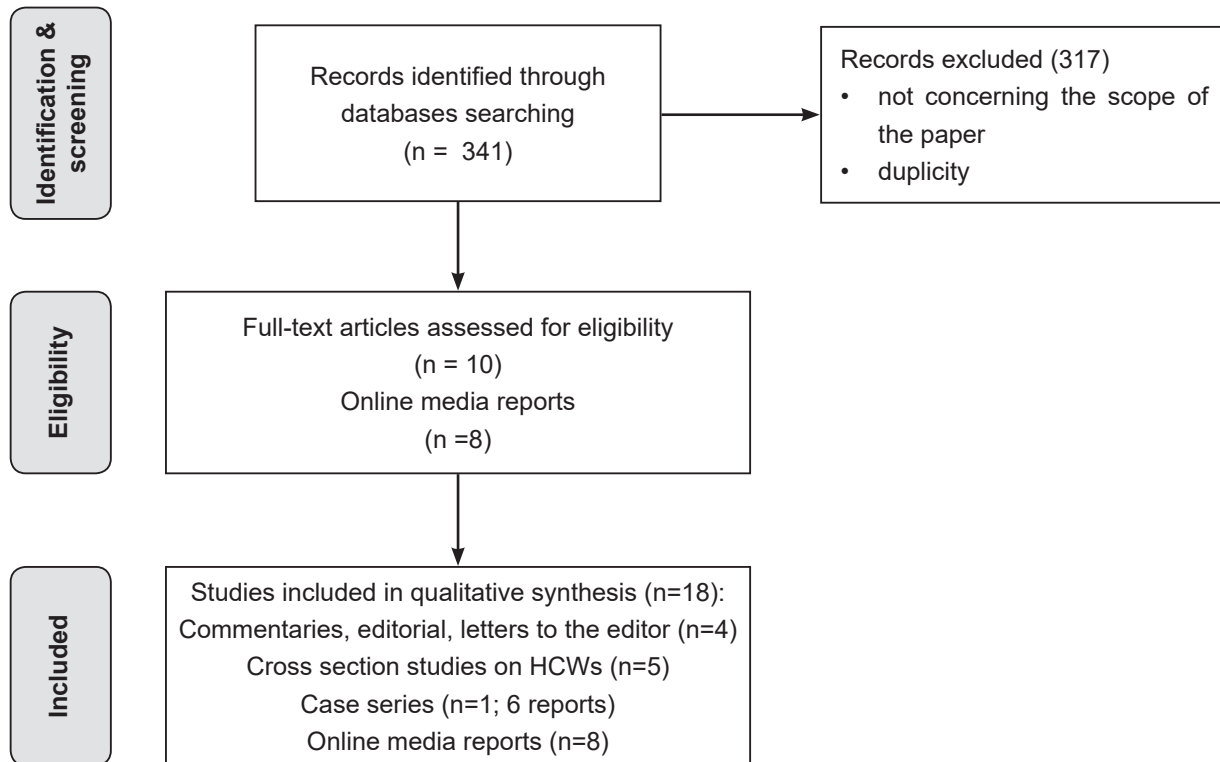 Identification &
screening
Records identified through
databases searching
(n = 341)
Records excluded (317)
• not concerning the scope of
the paper
• duplicity
Eligibility
Full-text articles assessed for eligibility
(n = 10)
Online media reports
(n =8)
Included
Studies included in qualitative synthesis (n=18):
Commentaries, editorial, letters to the editor (n=4)
Cross section studies on HCWs (n=5)
Case series (n=1; 6 reports)
Online media reports (n=8)